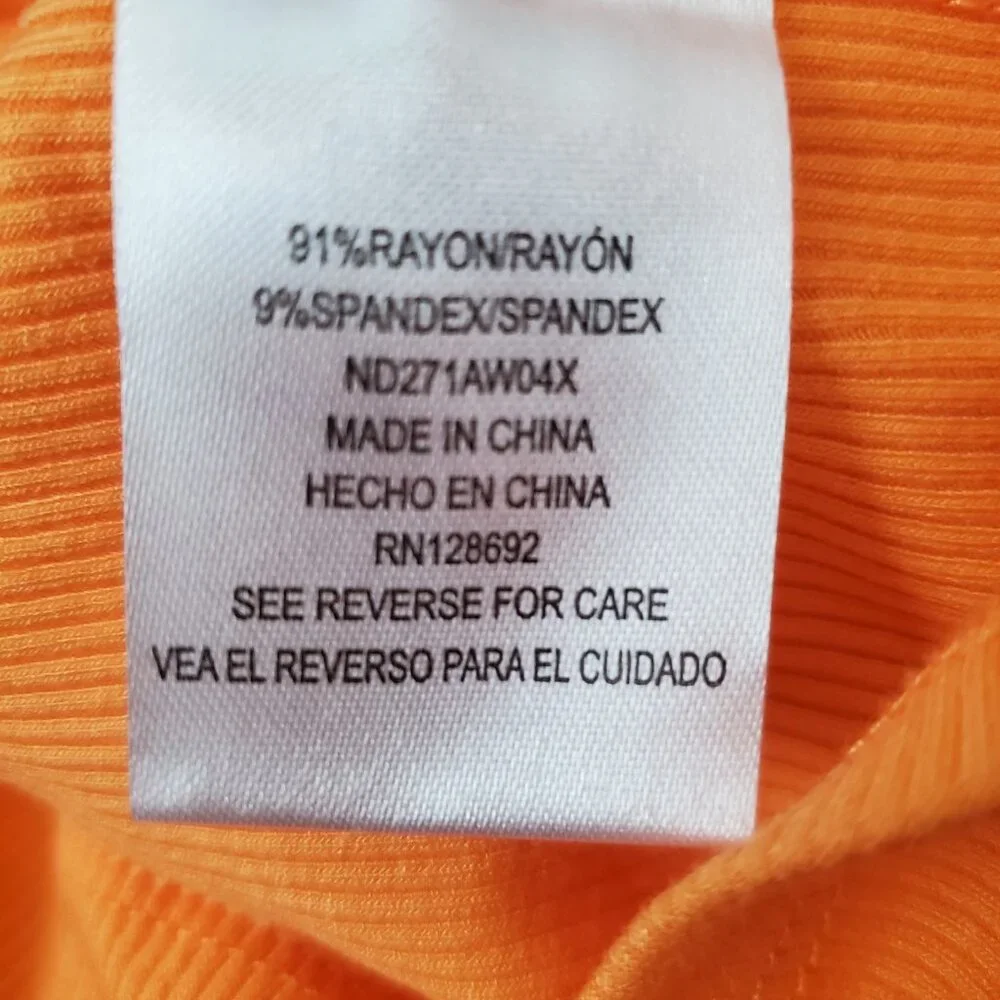 91%RAYON/RAYÓN
9%SPANDEX/SPANDEX
ND271AW04X
MADE IN CHINA
HECHO EN CHINA
RN128692
SEE REVERSE FOR CARE
VEA EL REVERSO PARA EL CUIDADO